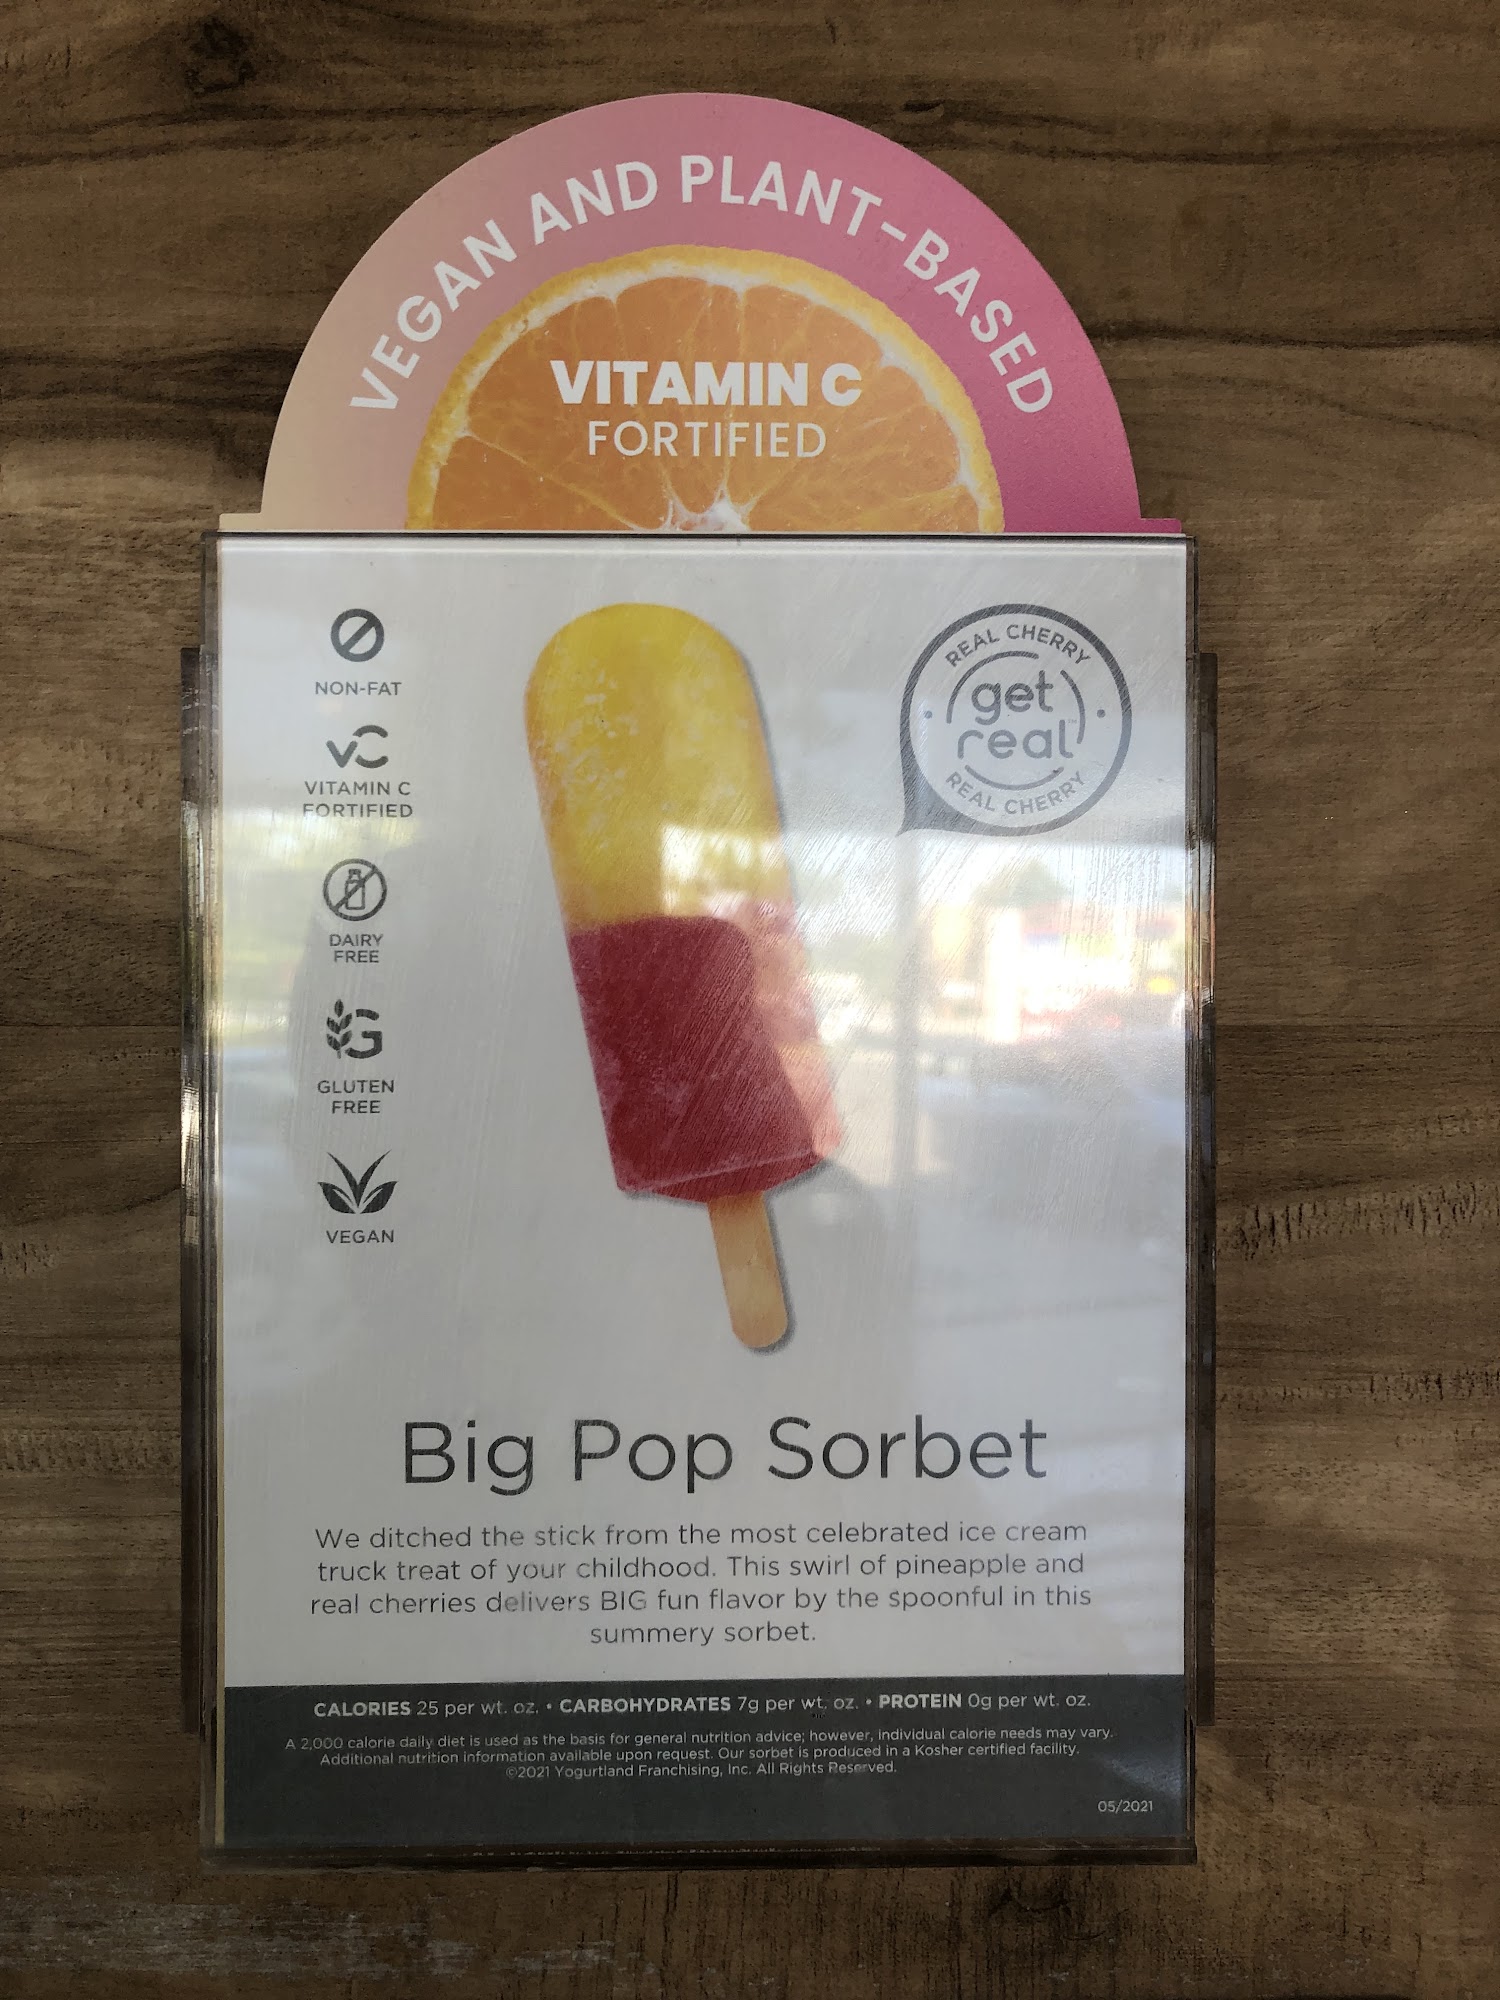 VEGAN AND PLANT-BASED
VITAMIN C
FORTIFIED
NON-FAT
VC
VITAMIN C
FORTIFIED
DAIRY
FREE
G
GLUTEN
FREE
VEGAN
REAL CHERRY
get
real™
REAL CHERRY
Big Pop Sorbet
We ditched the stick from the most celebrated ice cream
truck treat of your childhood. This swirl of pineapple and
real cherries delivers BIG fun flavor by the spoonful in this
summery sorbet.
CALORIES 25 per wt. oz. • CARBOHYDRATES 7g per wt. oz. • PROTEIN 0g per wt. oz.
A 2,000 calorie daily diet is used as the basis for general nutrition advice; however, individual calorie needs may vary.
Additional nutrition information available upon request. Our sorbet is produced in a Kosher certified facility.
©2021 Yogurtland Franchising, Inc. All Rights Reserved.
05/2021